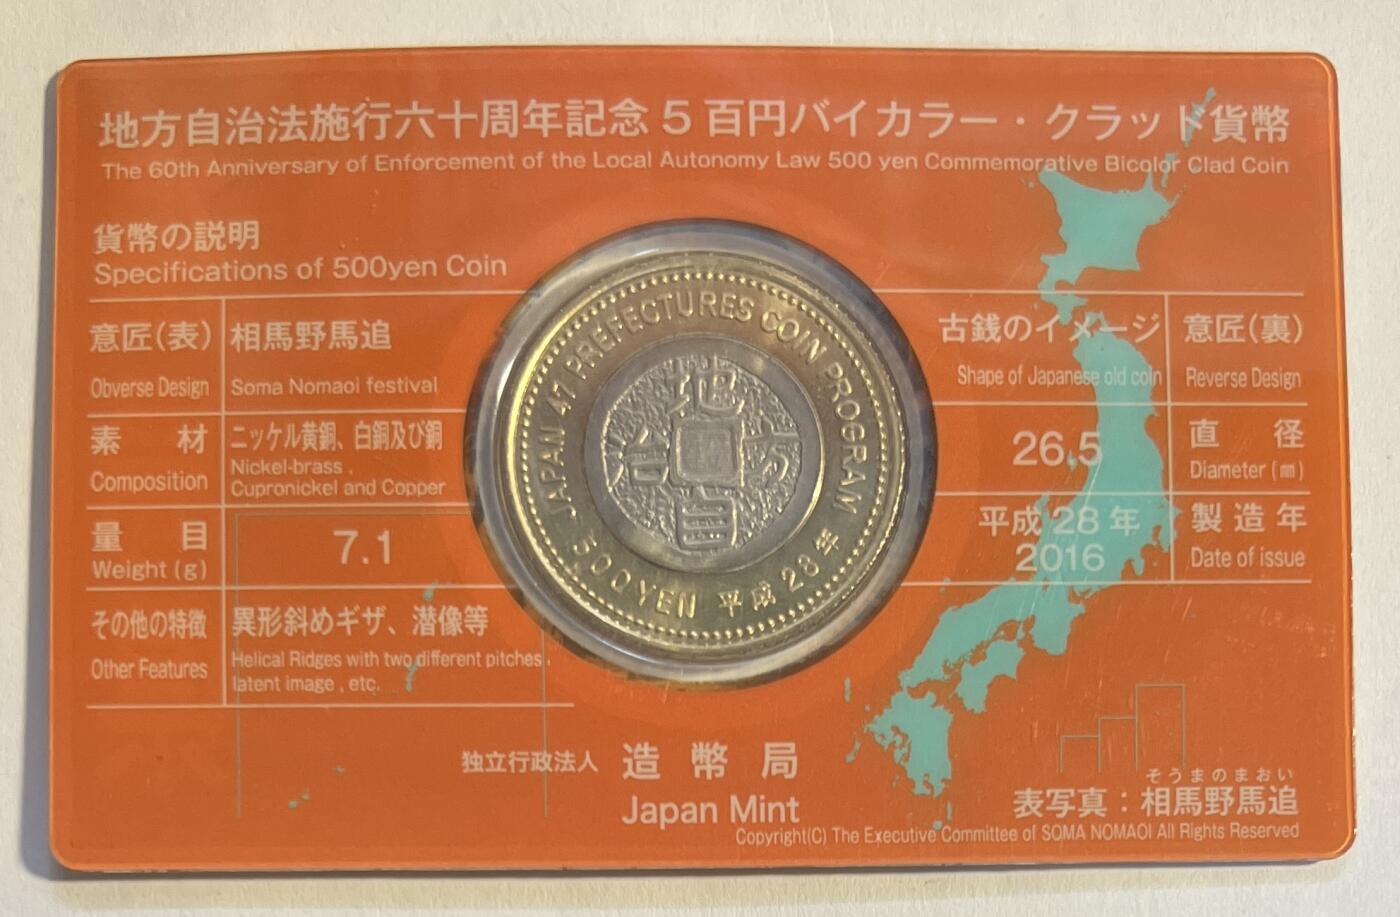 地方自治法施行六十周年記念5百円バイカラー・クラッド貨幣
The 60th Anniversary of Enforcement of the Local Autonomy Law 500 yen Commemorative Bicolor Clad Coin
貨幣の説明
Specifications of 500yen Coin
意匠(表) 相馬野馬追
Obverse Design Soma Nomaoi festival
素材 ニッケル黄銅、白銅及び銅
Composition Nickel-brass,
Cupronickel and Copper
量目 7.1
Weight(g)
その他の特徴 異形斜めギザ、潜像等
Other Features Helical Ridges with two different pitches,
latent image, etc.
JAPAN 47 PREFECTURES COIN PROGRAM
地方自治
500YEN 平成28年
古銭のイメージ 意匠(裏)
Shape of Japanese old coin Reverse Design
26.5 直径
Diameter(㎜)
平成28年 製造年
2016 Date of issue
独立行政法人 造幣局
Japan Mint
そうまのまおい
表写真:相馬野馬追
Copyright(C) The Executive Committee of SOMA NOMAOI All Rights Reserved